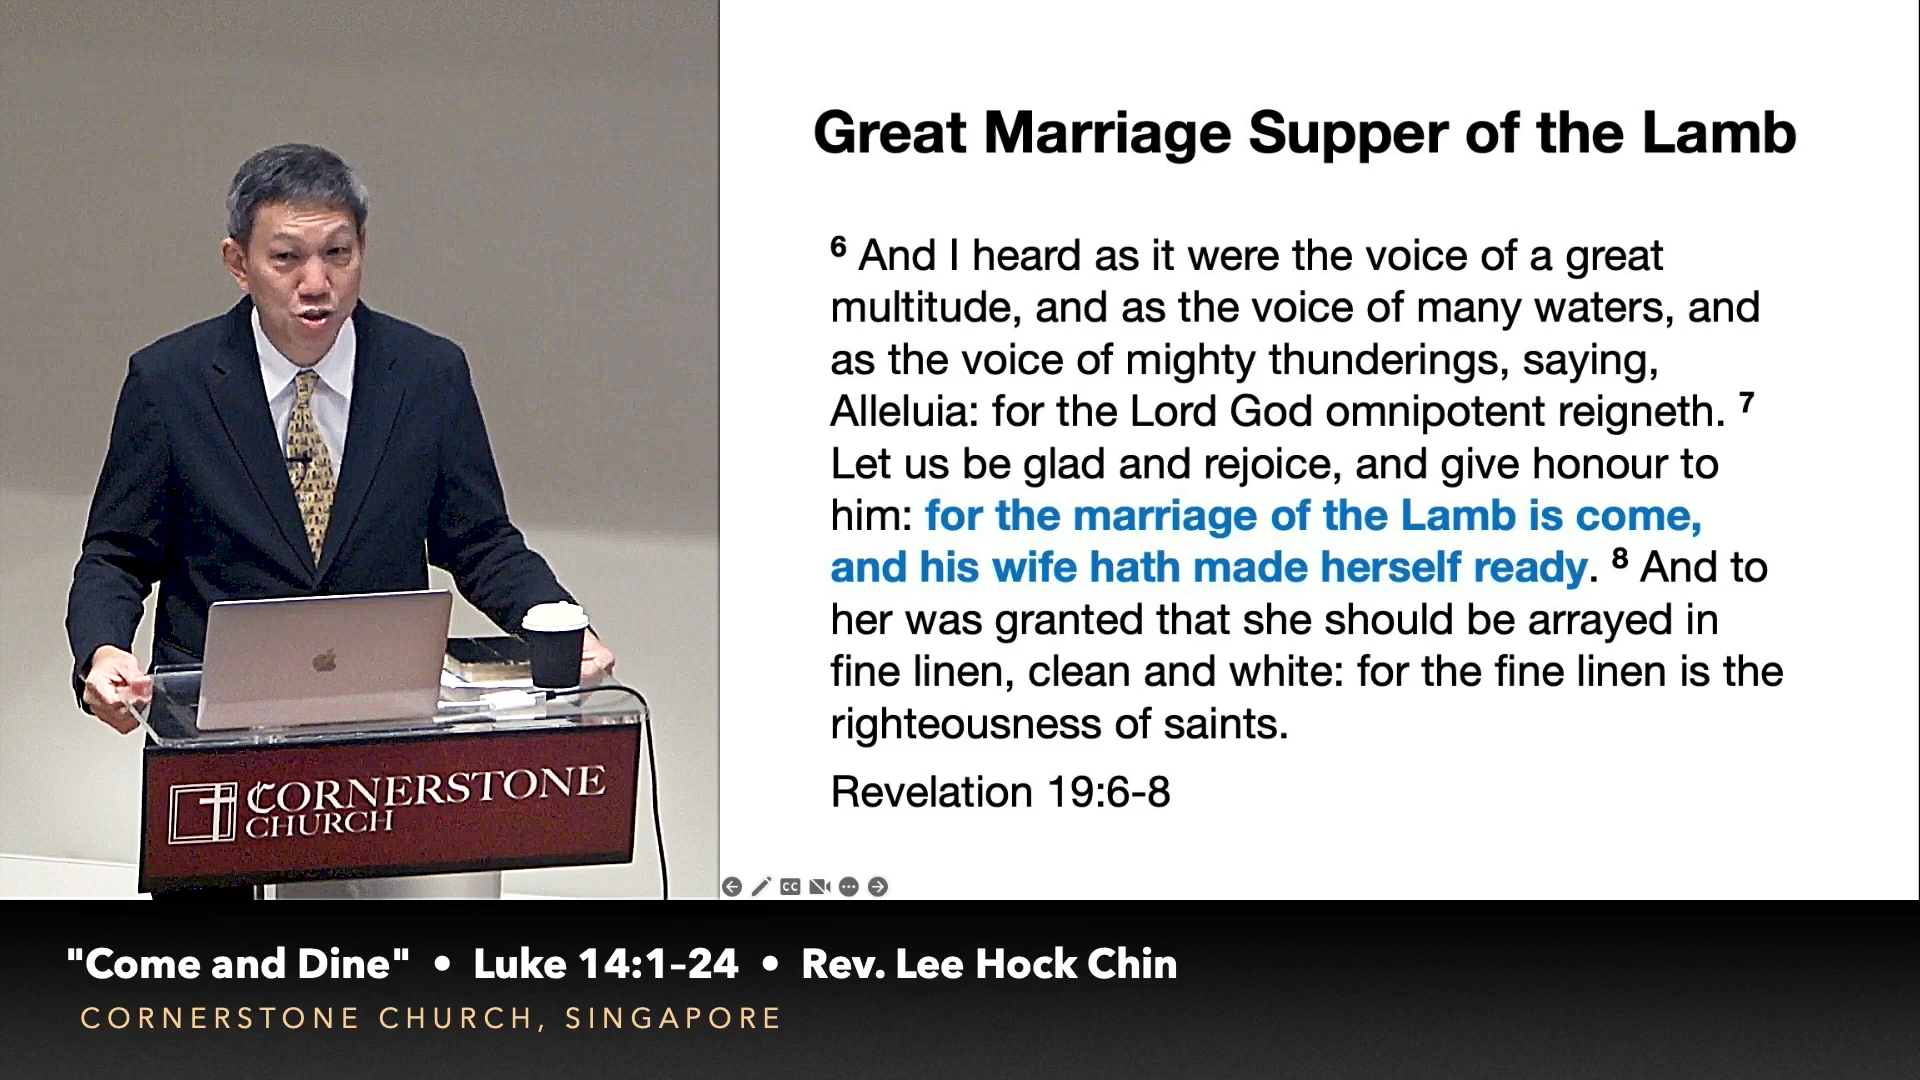 Great Marriage Supper of the Lamb
6 And I heard as it were the voice of a great
multitude, and as the voice of many waters, and
as the voice of mighty thunderings, saying,
Alleluia: for the Lord God omnipotent reigneth. 7
Let us be glad and rejoice, and give honour to
him: for the marriage of the Lamb is come,
and his wife hath made herself ready. 8 And to
her was granted that she should be arrayed in
fine linen, clean and white: for the fine linen is the
righteousness of saints.
Revelation 19:6-8
CORNERSTONE
CHURCH
CC
"Come and Dine" • Luke 14:1–24 • Rev. Lee Hock Chin
CORNERSTONE CHURCH, SINGAPORE